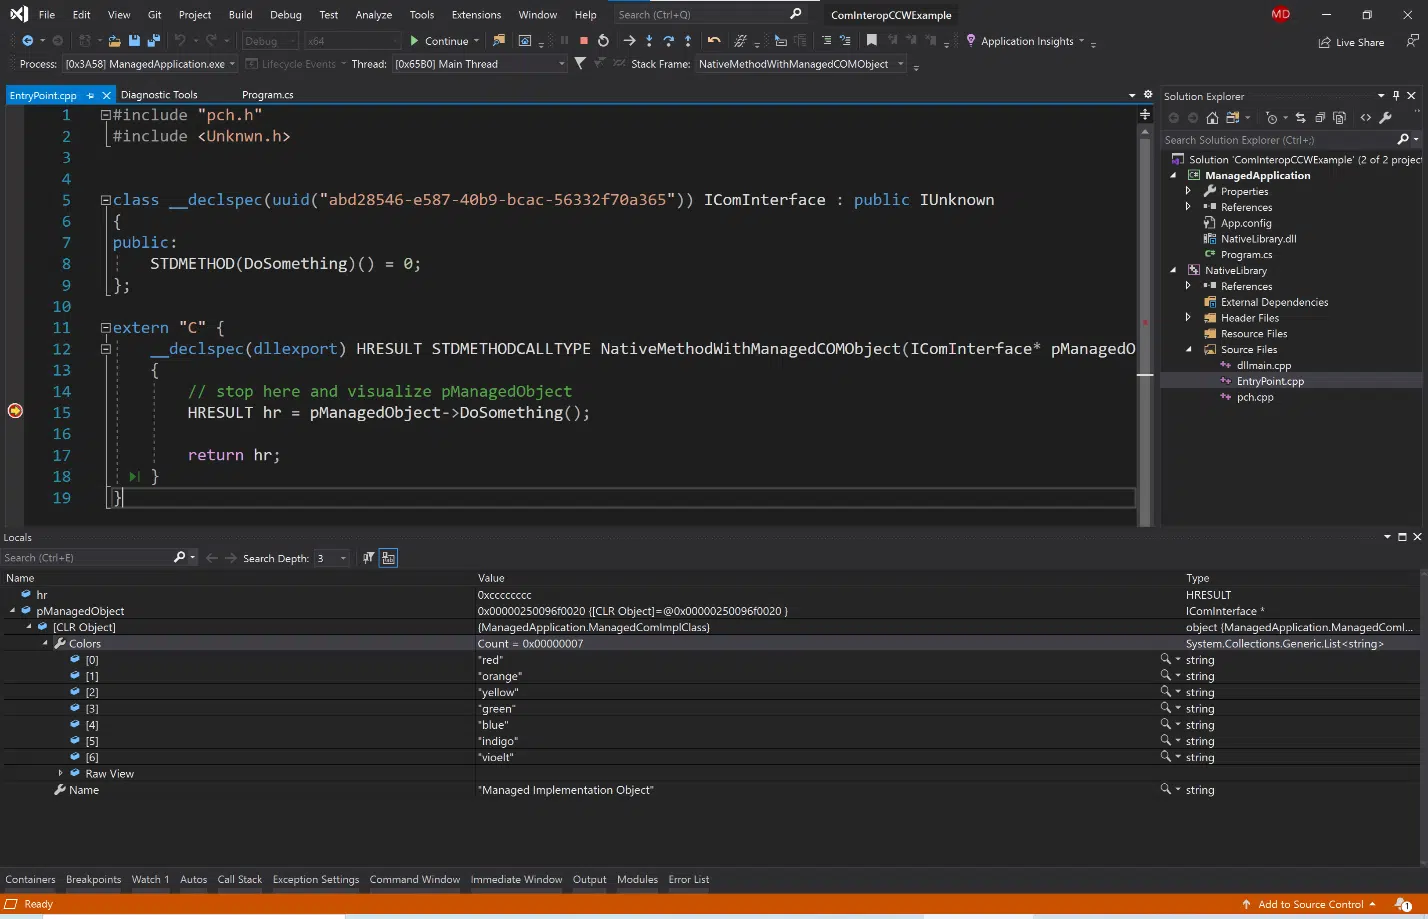 File Edit View Git Project Build Debug Test Analyze Tools Extensions Window Help Search (Ctrl+Q) ComInteropCCWExample MD
Debug x64 Continue Application Insights Live Share
Process: [0x3A58] ManagedApplication.exe Lifecycle Events Thread: [0x65B0] Main Thread Stack Frame: NativeMethodWithManagedCOMObject
EntryPoint.cpp Diagnostic Tools Program.cs
1 #include "pch.h"
2 #include <Unknwn.h>
3
4
5 class __declspec(uuid("abd28546-e587-40b9-bcac-56332f70a365")) IComInterface : public IUnknown
6 {
7 public:
8 STDMETHOD(DoSomething)() = 0;
9 };
10
11 extern "C" {
12 __declspec(dllexport) HRESULT STDMETHODCALLTYPE NativeMethodWithManagedCOMObject(IComInterface* pManagedO
13 {
14 // stop here and visualize pManagedObject
15 HRESULT hr = pManagedObject->DoSomething();
16
17 return hr;
18 }
19 }
Solution Explorer
Search Solution Explorer (Ctrl+;)
Solution 'ComInteropCCWExample' (2 of 2 project
ManagedApplication
Properties
References
App.config
NativeLibrary.dll
Program.cs
NativeLibrary
References
External Dependencies
Header Files
Resource Files
Source Files
dllmain.cpp
EntryPoint.cpp
pch.cpp
Locals
Search (Ctrl+E) Search Depth: 3
Name Value Type
hr 0xcccccccc HRESULT
pManagedObject 0x00000250096f0020 {[CLR Object]=@0x00000250096f0020 } IComInterface *
[CLR Object] {ManagedApplication.ManagedComImplClass} object {ManagedApplication.ManagedComI...
Colors Count = 0x00000007 System.Collections.Generic.List<string>
[0] "red" string
[1] "orange" string
[2] "yellow" string
[3] "green" string
[4] "blue" string
[5] "indigo" string
[6] "vioelt" string
Raw View
Name "Managed Implementation Object" string
Containers Breakpoints Watch 1 Autos Call Stack Exception Settings Command Window Immediate Window Output Modules Error List
Ready Add to Source Control 1